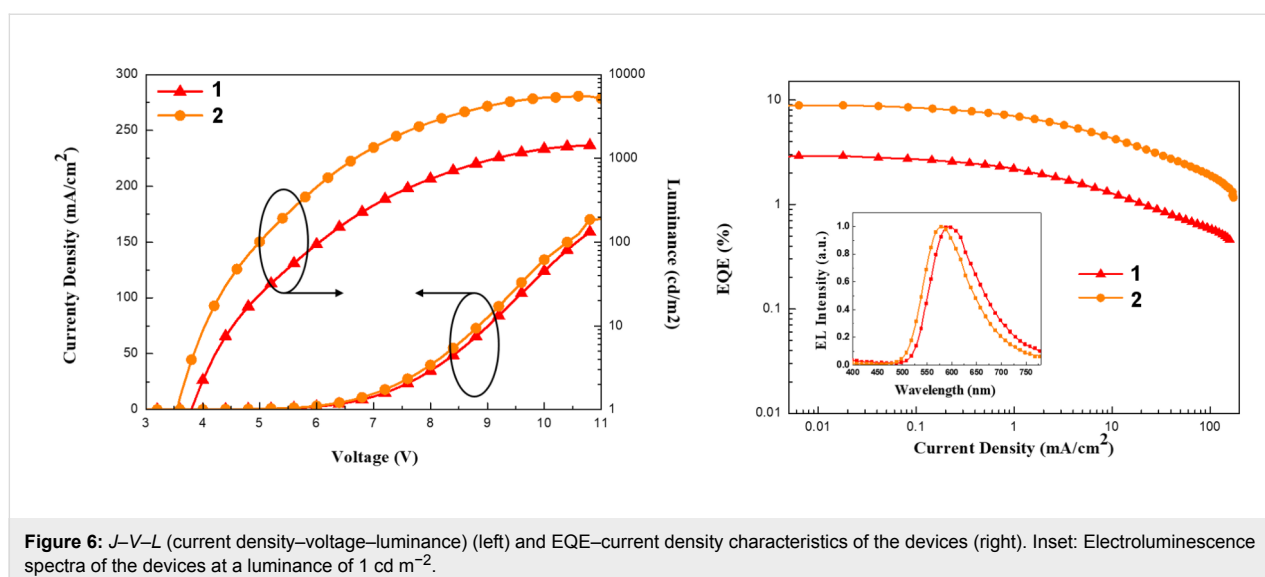 300
250
200
150
100
50
0
Currenty Density (mA/cm²)
3 4 5 6 7 8 9 10 11
Voltage (V)
10000
1000
100
10
1
Luminance (cd/m2)
1
2
10
1
0.1
0.01
EQE (%)
0.01 0.1 1 10 100
Current Density (mA/cm²)
1
2
1.0
0.8
0.6
0.4
0.2
0.0
EL Intensity (a.u.)
400 450 500 550 600 650 700 750
Wavelength (nm)
Figure 6: J–V–L (current density–voltage–luminance) (left) and EQE–current density characteristics of the devices (right). Inset: Electroluminescence
spectra of the devices at a luminance of 1 cd m⁻².